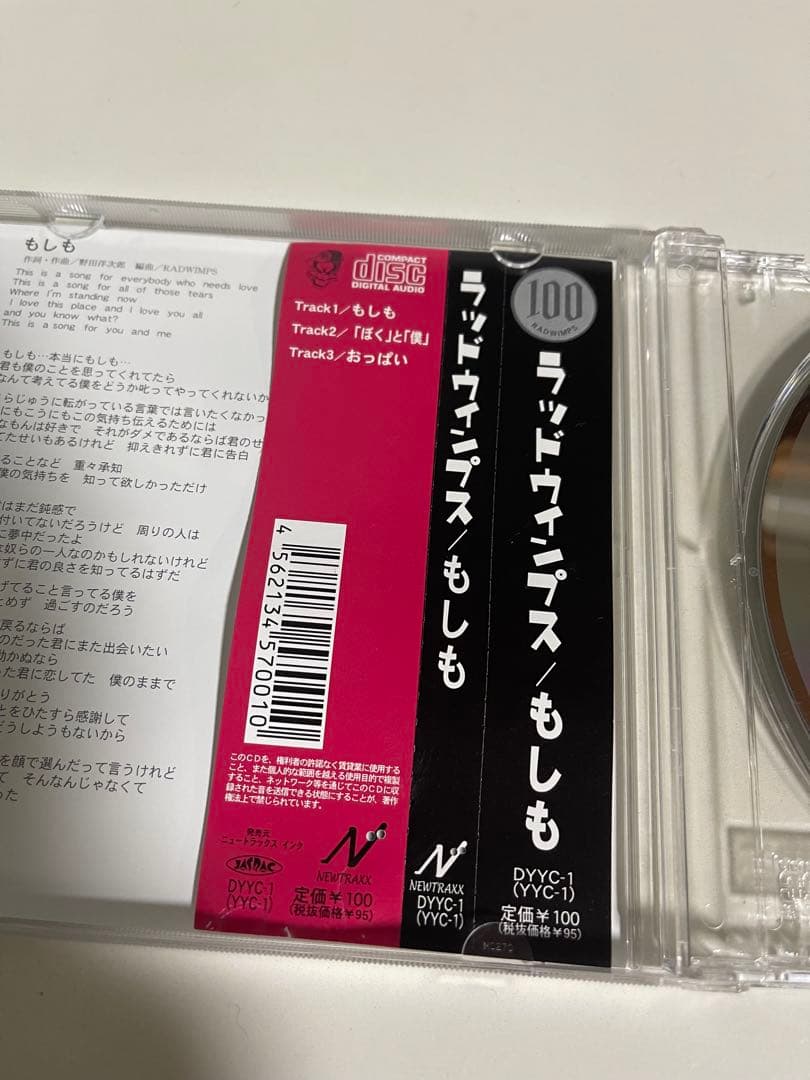 もしも
作詞・作曲／野田洋次郎　編曲／RADWIMPS
This is a song for everybody who needs love
This is a song for all of those tears
Where I'm standing now
I love this place and I love you all
and you know what?
This is a song for you and me
もしも…本当にもしも…
君も僕のことを思ってくれてたら
なんて考えてる僕をどうか叱ってやってくれないか
らじゅうに転がっている言葉では言いたくなかっ
にもこうにもこの気持ち伝えるためには
なもんは好きで　それがダメであるならば君のせ
てたせいもあるけれど　抑えきれずに君に告白
ることなど　重々承知
僕の気持ちを　知って欲しかっただけ
はまだ鈍感で
付いてないだろうけど　周りの人は
に夢中だったよ
奴らの一人なのかもしれないけれど
ずに君の良さを知ってるはずだ
げてること言ってる僕を
とめず　過ごすのだろう
戻るならば
のだった君にまた出会いたい
動かぬなら
った君に恋してた　僕のままで
りがとう
とをひたすら感謝して
どうしようもないから
を顔で選んだって言うけれど
て　そんなんじゃなくて
った
COMPACT
disc
DIGITAL AUDIO
Track1／もしも
Track2／「ぼく」と「僕」
Track3／おっぱい
4 562134 570010
このCDを、権利者の許諾なく賃貸業に使用する
こと、また個人的な範囲を越える使用目的で複製
すること、ネットワーク等を通じてこのCDに収
録された音を送信できる状態にすることが、著作
権法上で禁じられています。
発売元
ニュートラックス インク
JASRAC
DYYC-1
(YYC-1)
N
NEWTRAXX
定価￥100
(税抜価格￥95)
ラッドウィンプス／もしも
N
NEWTRAXX
DYYC-1
(YYC-1)
100
RADWIMPS
ラッドウィンプス／もしも
DYYC-1
(YYC-1)
定価￥100
(税抜価格￥95)